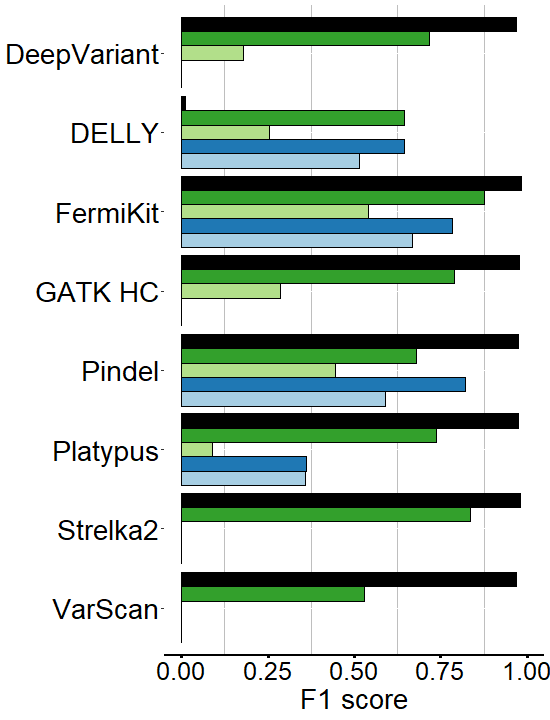 DeepVariant
DELLY
FermiKit
GATK HC
Pindel
Platypus
Strelka2
VarScan
0.00 0.25 0.50 0.75 1.00
F1 score